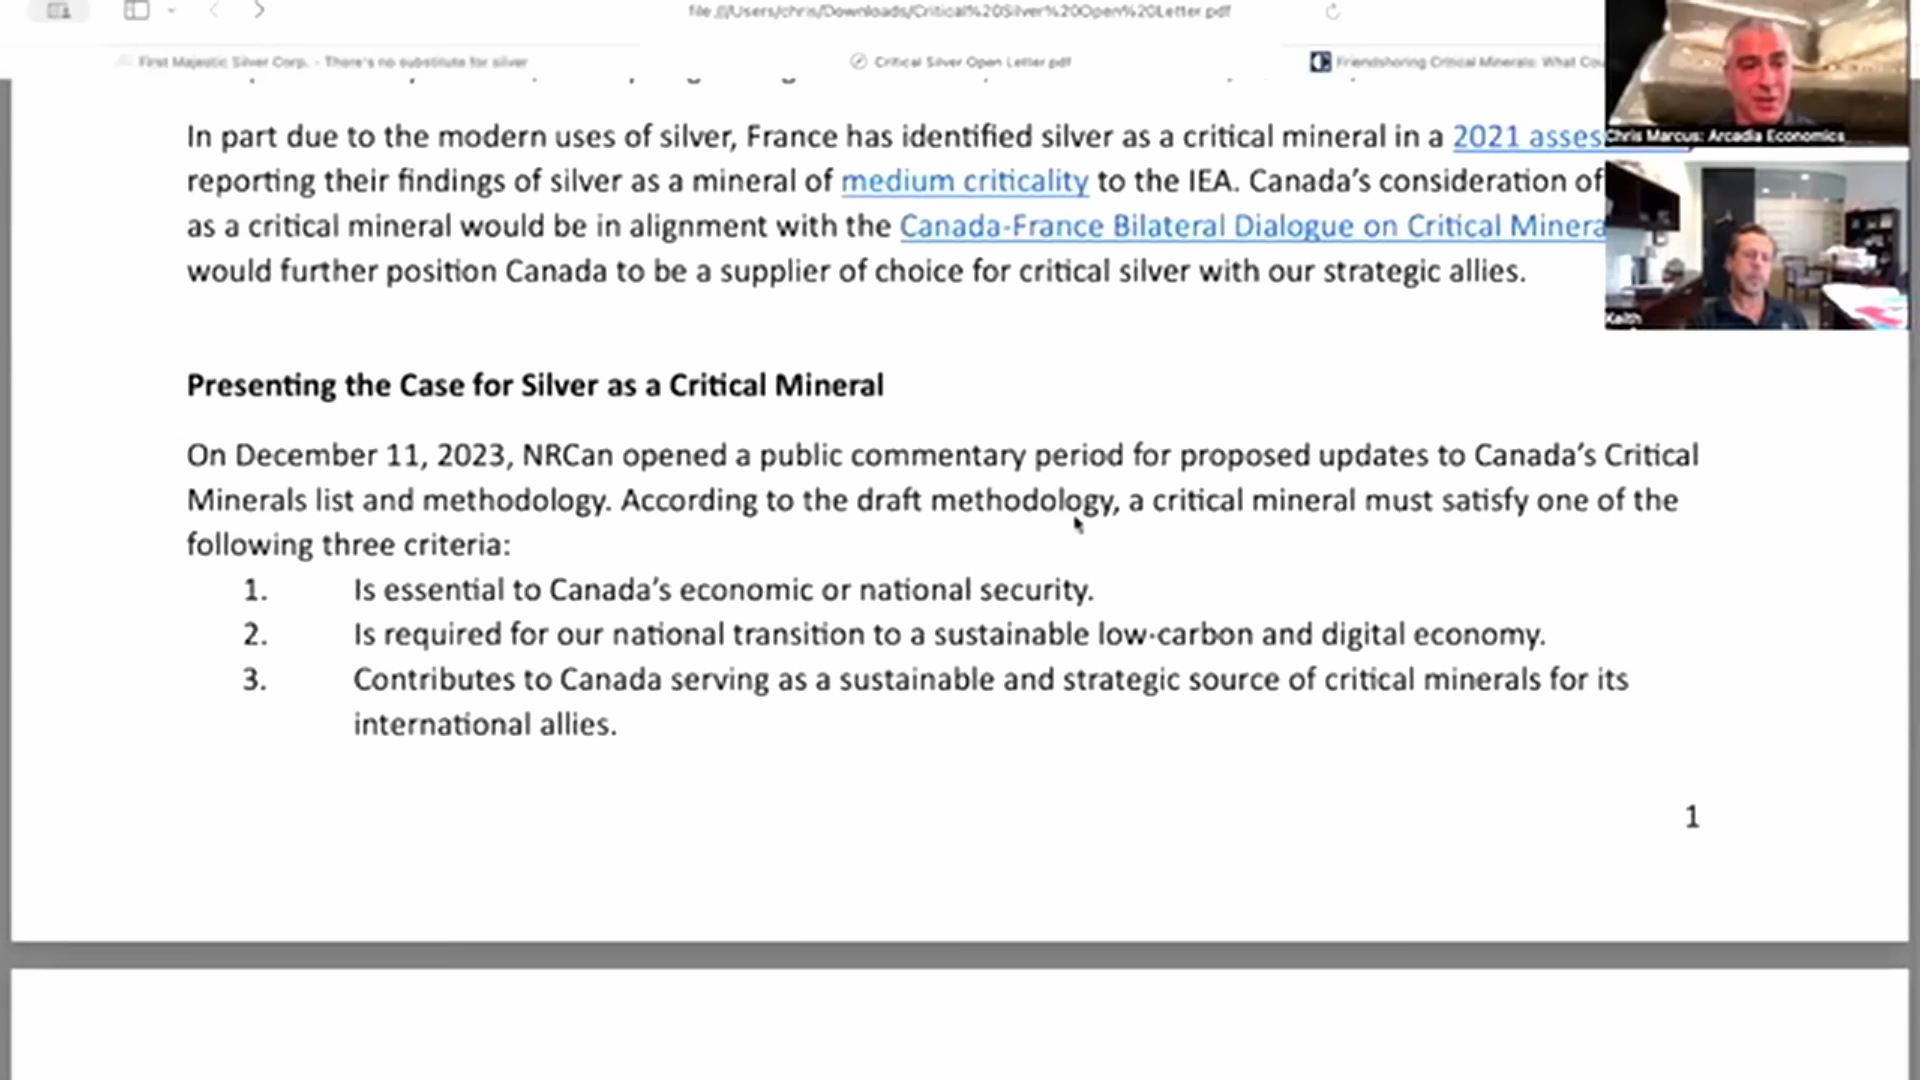 file:///Users/chris/Downloads/Critical%20Silver%20Open%20Letter.pdf
First Majestic Silver Corp. - There's no substitute for silver
Critical Silver Open Letter.pdf
Friendshoring Critical Minerals: What Cou
Chris Marcus: Arcadia Economics
Keith
In part due to the modern uses of silver, France has identified silver as a critical mineral in a 2021 asses
reporting their findings of silver as a mineral of medium criticality to the IEA. Canada's consideration of
as a critical mineral would be in alignment with the Canada-France Bilateral Dialogue on Critical Minera
would further position Canada to be a supplier of choice for critical silver with our strategic allies.
Presenting the Case for Silver as a Critical Mineral
On December 11, 2023, NRCan opened a public commentary period for proposed updates to Canada's Critical
Minerals list and methodology. According to the draft methodology, a critical mineral must satisfy one of the
following three criteria:
1. Is essential to Canada's economic or national security.
2. Is required for our national transition to a sustainable low-carbon and digital economy.
3. Contributes to Canada serving as a sustainable and strategic source of critical minerals for its
international allies.
1